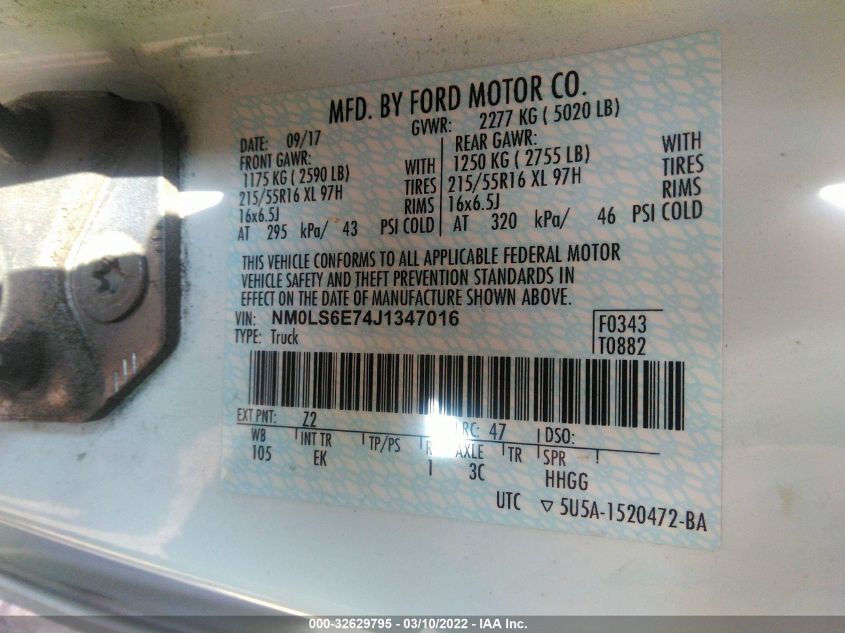 MFD. BY FORD MOTOR CO.
DATE: 09/17 GVWR: 2277 KG ( 5020 LB)
FRONT GAWR: REAR GAWR:
1175 KG ( 2590 LB) WITH 1250 KG ( 2755 LB) WITH
215/55R16 XL 97H TIRES 215/55R16 XL 97H TIRES
16x6.5J RIMS 16x6.5J RIMS
AT 295 kPa/ 43 PSI COLD AT 320 kPa/ 46 PSI COLD
THIS VEHICLE CONFORMS TO ALL APPLICABLE FEDERAL MOTOR
VEHICLE SAFETY AND THEFT PREVENTION STANDARDS IN
EFFECT ON THE DATE OF MANUFACTURE SHOWN ABOVE.
VIN: NM0LS6E74J1347016 F0343
TYPE: Truck T0882
EXT PNT: Z2 RC: 47 DSO:
WB INT TR TP/PS R AXLE TR SPR
105 EK 1 3C HHGG
UTC ▽ 5U5A-1520472-BA
000-32629795 - 03/10/2022 - IAA Inc.